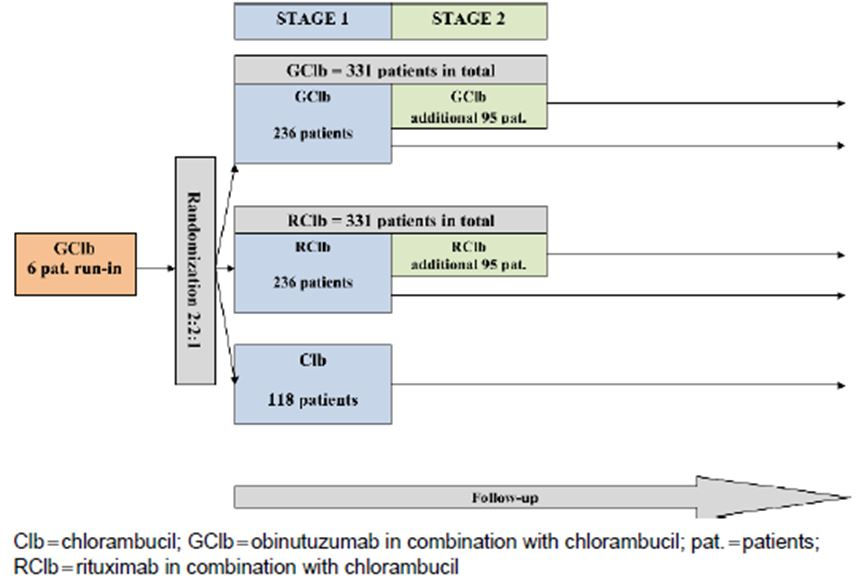 STAGE 1
STAGE 2
GClb = 331 patients in total
GClb
236 patients
GClb
additional 95 pat.
Randomization 2:2:1
GClb
6 pat. run-in
RClb = 331 patients in total
RClb
236 patients
RClb
additional 95 pat.
Clb
118 patients
Follow-up
Clb=chlorambucil; GClb=obinutuzumab in combination with chlorambucil; pat.=patients;
RClb=rituximab in combination with chlorambucil